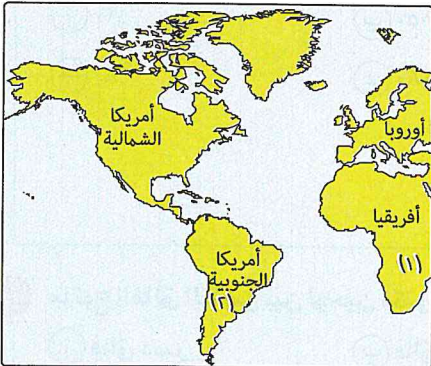 أمريكا
الشمالية
أوروبا
أفريقيا
(١)
أمريكا
الجنوبية
(٢)